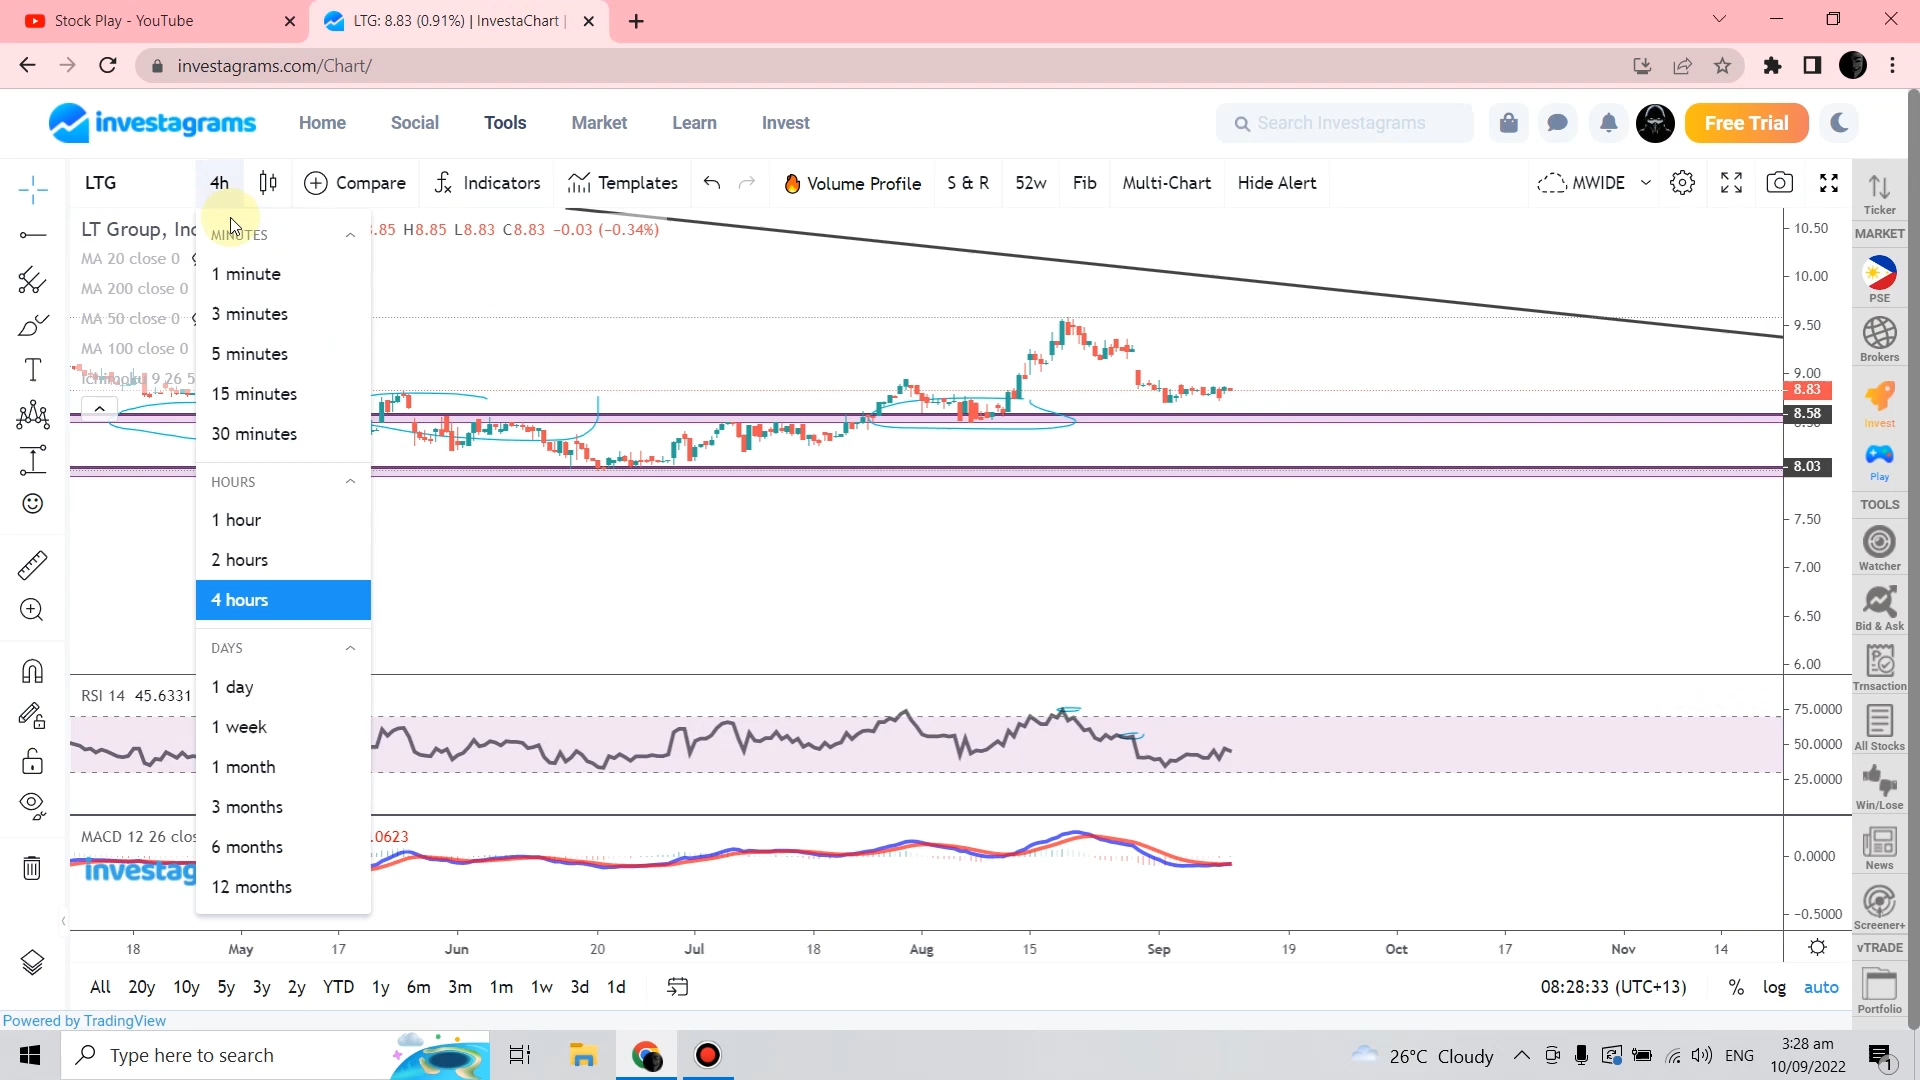 Stock Play - YouTube
LTG: 8.83 (0.91%) | InvestaChart |
investagrams.com/Chart/
investagrams
Home
Social
Tools
Market
Learn
Invest
Search Investagrams
Free Trial
LTG
4h
Compare
Indicators
Templates
Volume Profile
S & R
52w
Fib
Multi-Chart
Hide Alert
MWIDE
LT Group, Inc
.85 H8.85 L8.83 C8.83 -0.03 (-0.34%)
MA 20 close 0
MA 200 close 0
MA 50 close 0
MA 100 close 0
Ichimoku 9 26 5
MINUTES
1 minute
3 minutes
5 minutes
15 minutes
30 minutes
HOURS
1 hour
2 hours
4 hours
DAYS
1 day
1 week
1 month
3 months
6 months
12 months
10.50
10.00
9.50
9.00
8.83
8.58
8.50
8.03
7.50
7.00
6.50
6.00
RSI 14 45.6331
75.0000
50.0000
25.0000
MACD 12 26 clos
.0623
investag
0.0000
-0.5000
18
May
17
Jun
20
Jul
18
Aug
15
Sep
19
Oct
17
Nov
14
All
20y
10y
5y
3y
2y
YTD
1y
6m
3m
1m
1w
3d
1d
08:28:33 (UTC+13)
%
log
auto
Powered by TradingView
Ticker
MARKET
PSE
Brokers
Invest
Play
TOOLS
Watcher
Bid & Ask
Trnsaction
All Stocks
Win/Lose
News
Screener+
vTRADE
Portfolio
Type here to search
26°C Cloudy
ENG
3:28 am
10/09/2022
1